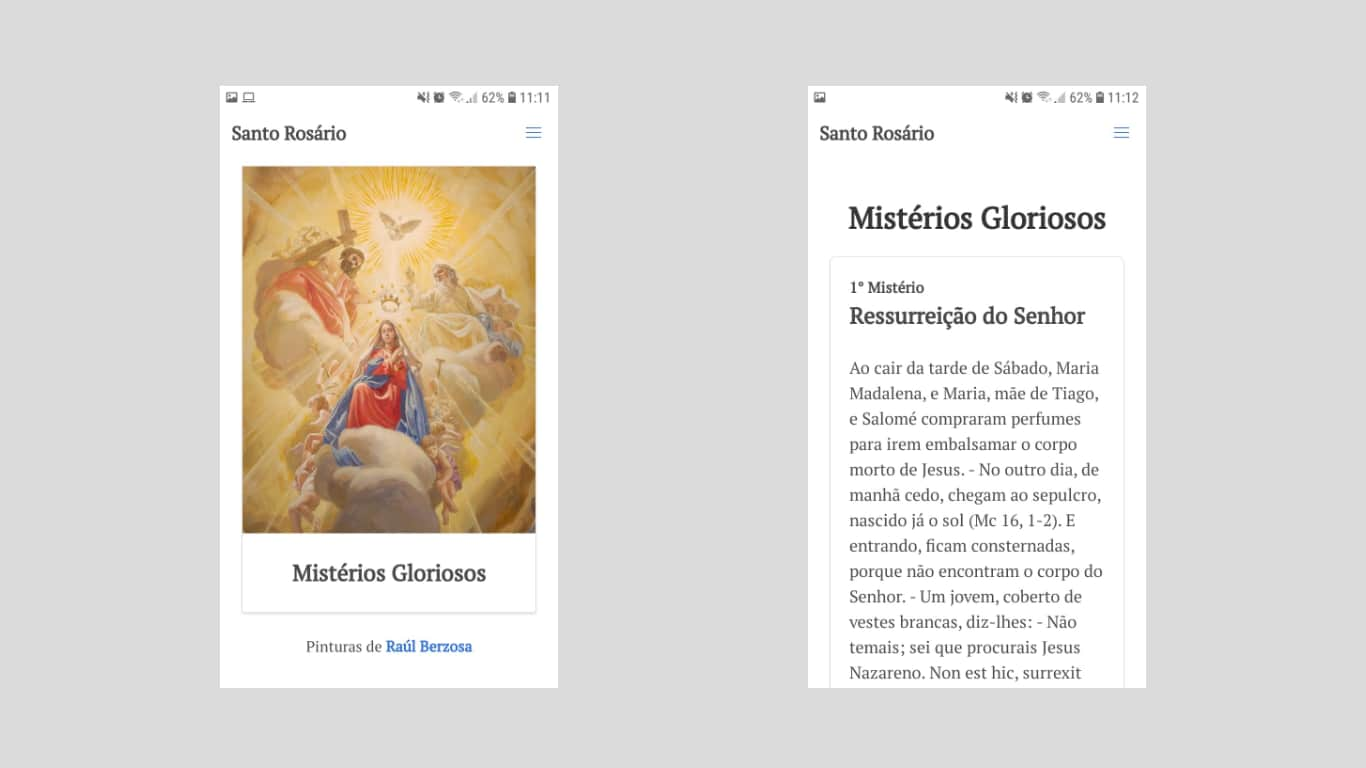 62% 11:11
Santo Rosário
Mistérios Gloriosos
Pinturas de Raúl Berzosa
62% 11:12
Santo Rosário
Mistérios Gloriosos
1º Mistério
Ressurreição do Senhor
Ao cair da tarde de Sábado, Maria
Madalena, e Maria, mãe de Tiago,
e Salomé compraram perfumes
para irem embalsamar o corpo
morto de Jesus. - No outro dia, de
manhã cedo, chegam ao sepulcro,
nascido já o sol (Mc 16, 1-2). E
entrando, ficam consternadas,
porque não encontram o corpo do
Senhor. - Um jovem, coberto de
vestes brancas, diz-lhes: - Não
temais; sei que procurais Jesus
Nazareno. Non est hic, surrexit